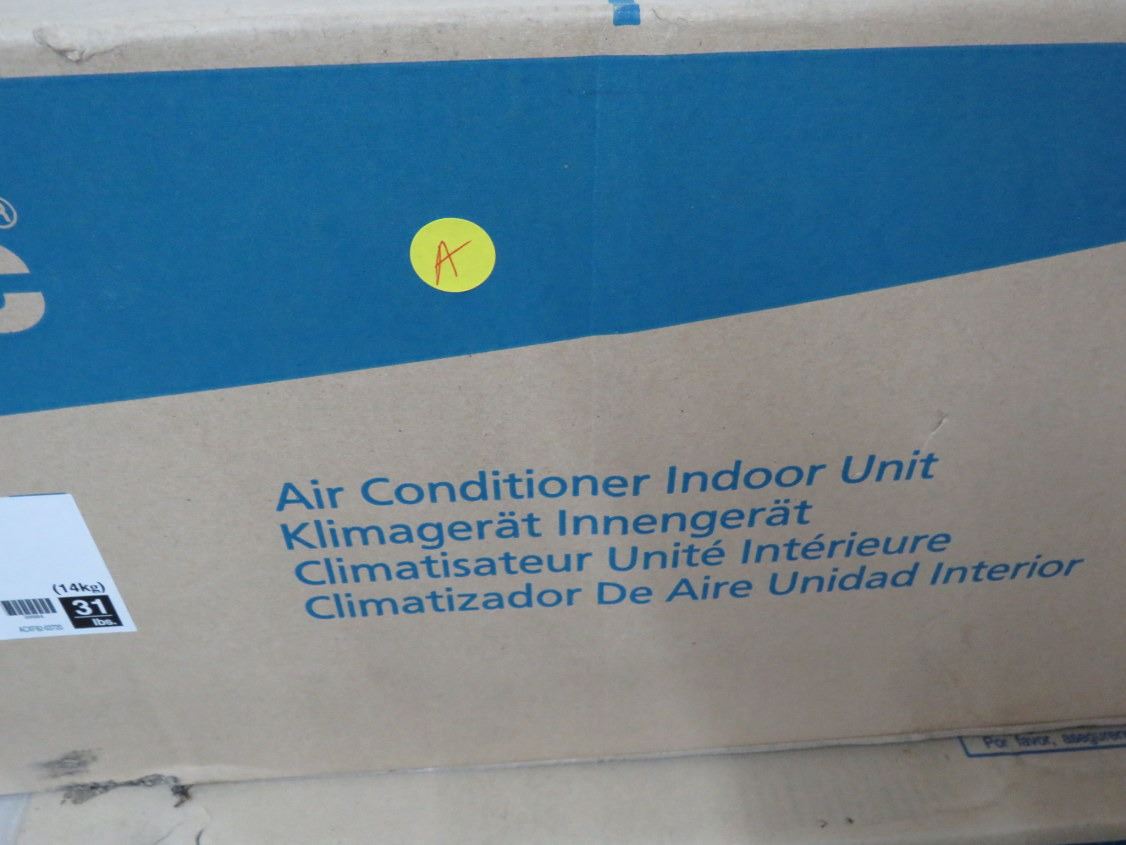 ®
C
A
Air Conditioner Indoor Unit
Klimagerät Innengerät
Climatisateur Unité Intérieure
Climatizador De Aire Unidad Interior
(14kg)
31
lbs.
Por favor,